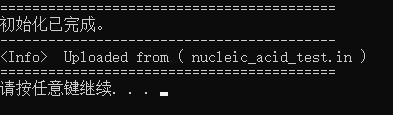 ==========================================
初始化已完成。
------------------------------------------
<Info>  Uploaded from ( nucleic_acid_test.in )
==========================================
请按任意键继续. . .